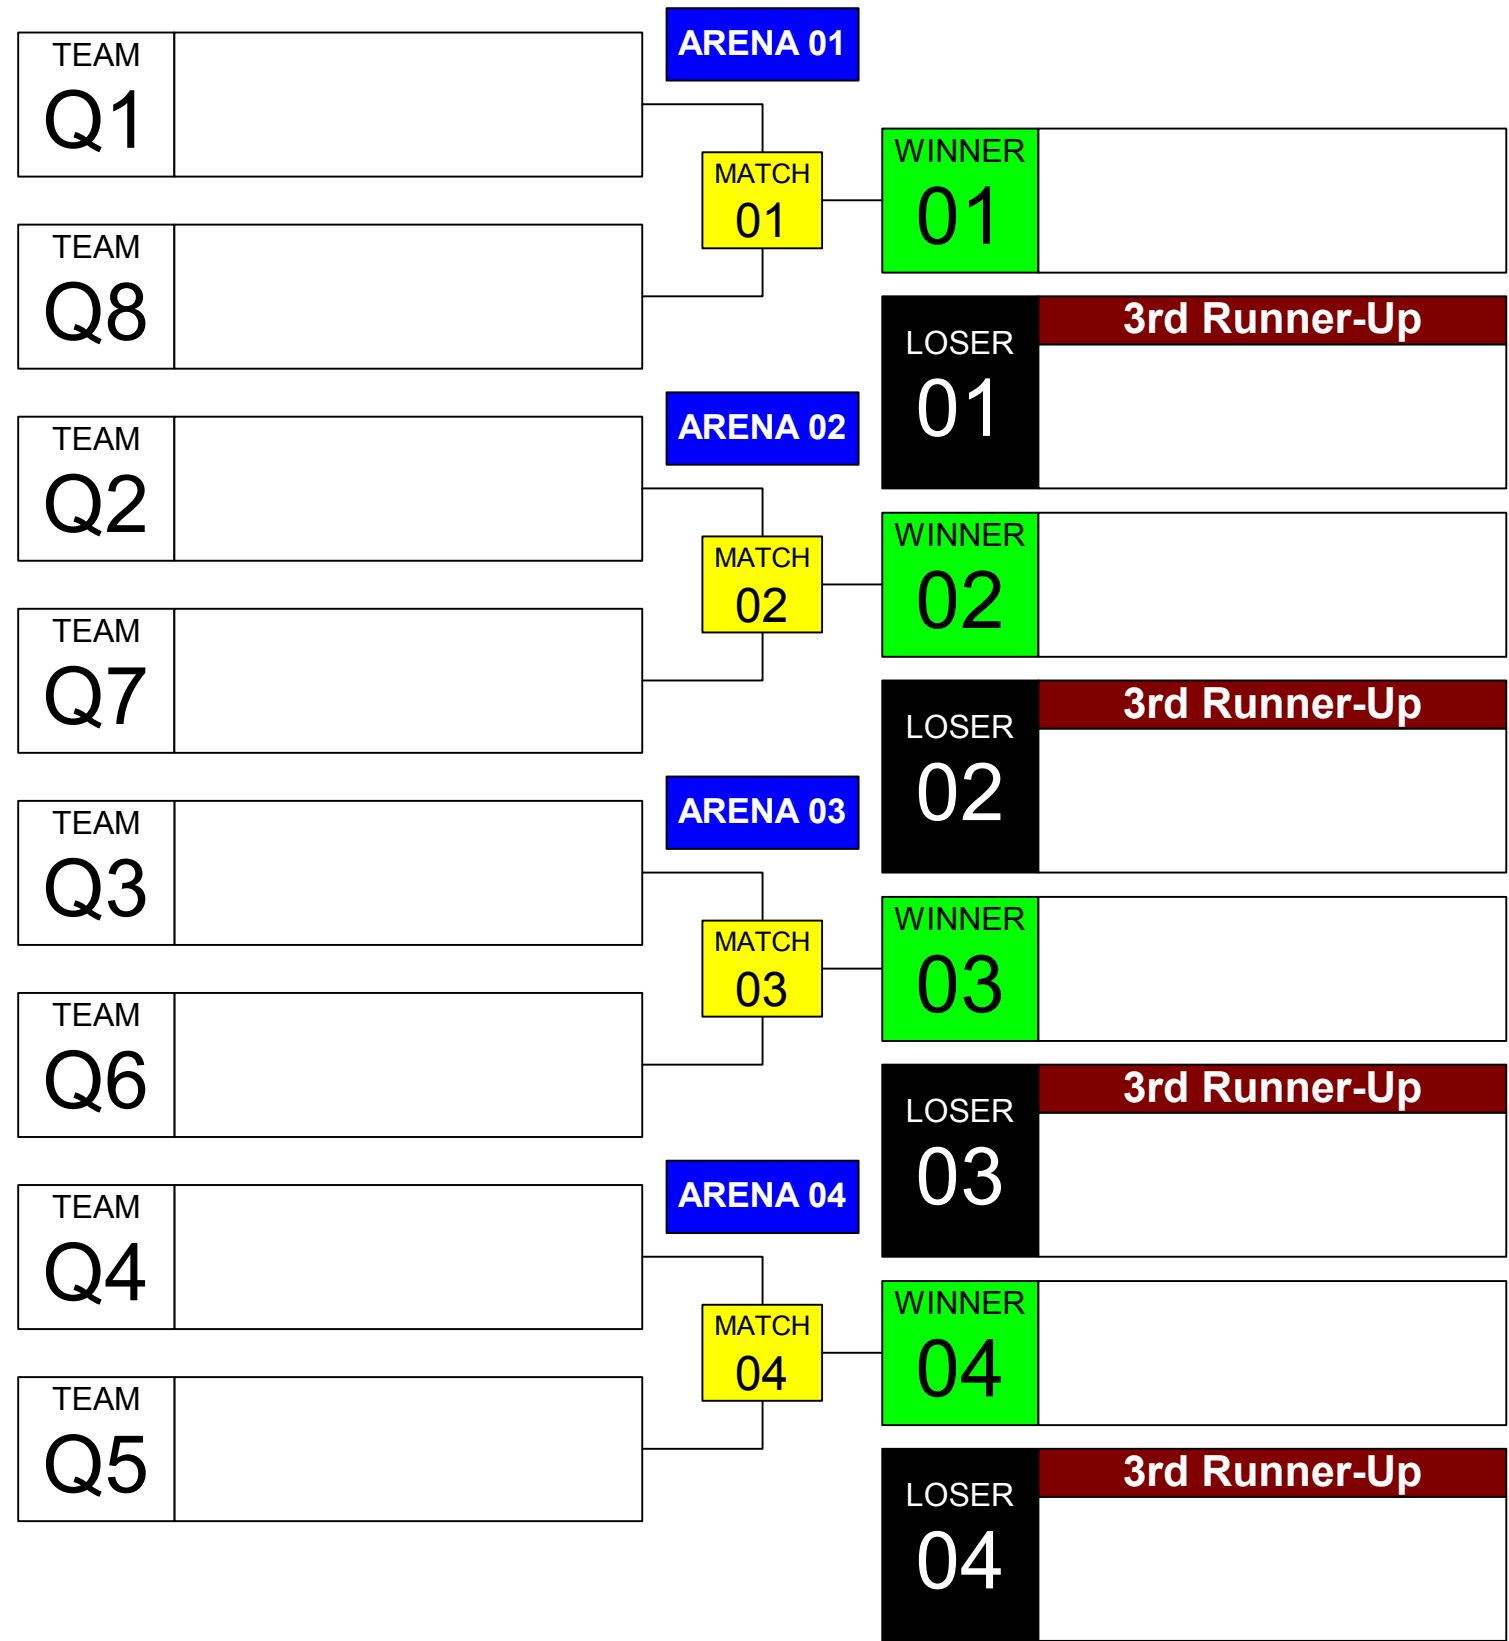 ARENA 01
TEAM
Q1
MATCH
01
WINNER
01
TEAM
Q8
LOSER
01
3rd Runner-Up
ARENA 02
TEAM
Q2
MATCH
02
WINNER
02
TEAM
Q7
LOSER
02
3rd Runner-Up
ARENA 03
TEAM
Q3
MATCH
03
WINNER
03
TEAM
Q6
LOSER
03
3rd Runner-Up
ARENA 04
TEAM
Q4
MATCH
04
WINNER
04
TEAM
Q5
LOSER
04
3rd Runner-Up